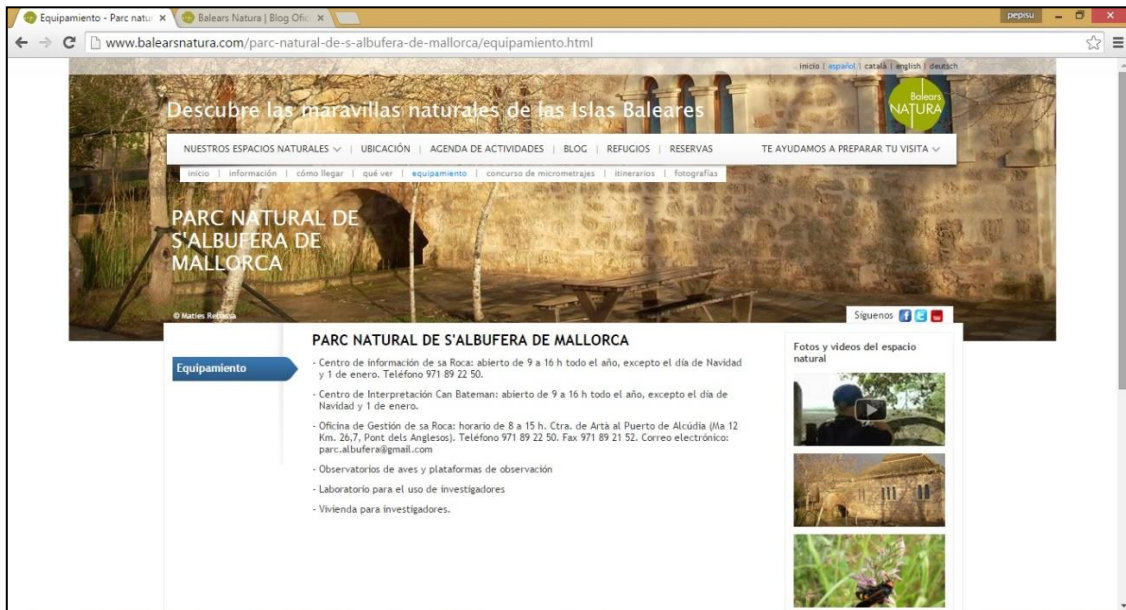 Equipamiento - Parc natu
Balears Natura | Blog Ofic
pepisu
www.balearsnatura.com/parc-natural-de-s-albufera-de-mallorca/equipamiento.html
inicio | español | català | english | deutsch
Descubre las maravillas naturales de las Islas Baleares
Balears
NATURA
NUESTROS ESPACIOS NATURALES | UBICACIÓN | AGENDA DE ACTIVIDADES | BLOG | REFUGIOS | RESERVAS TE AYUDAMOS A PREPARAR TU VISITA
inicio | información | cómo llegar | qué ver | equipamiento | concurso de micrometrajes | itinerarios | fotografías
PARC NATURAL DE
S'ALBUFERA DE
MALLORCA
© Maties Rebassa
Síguenos
Equipamiento
PARC NATURAL DE S'ALBUFERA DE MALLORCA
- Centro de información de sa Roca: abierto de 9 a 16 h todo el año, excepto el día de Navidad
y 1 de enero. Teléfono 971 89 22 50.
- Centro de Interpretación Can Bateman: abierto de 9 a 16 h todo el año, excepto el día de
Navidad y 1 de enero.
- Oficina de Gestión de sa Roca: horario de 8 a 15 h. Ctra. de Artà al Puerto de Alcúdia (Ma 12
Km. 26,7, Pont dels Anglesos). Teléfono 971 89 22 50. Fax 971 89 21 52. Correo electrónico:
parc.albufera@gmail.com
- Observatorios de aves y plataformas de observación
- Laboratorio para el uso de investigadores
- Vivienda para investigadores.
Fotos y vídeos del espacio
natural